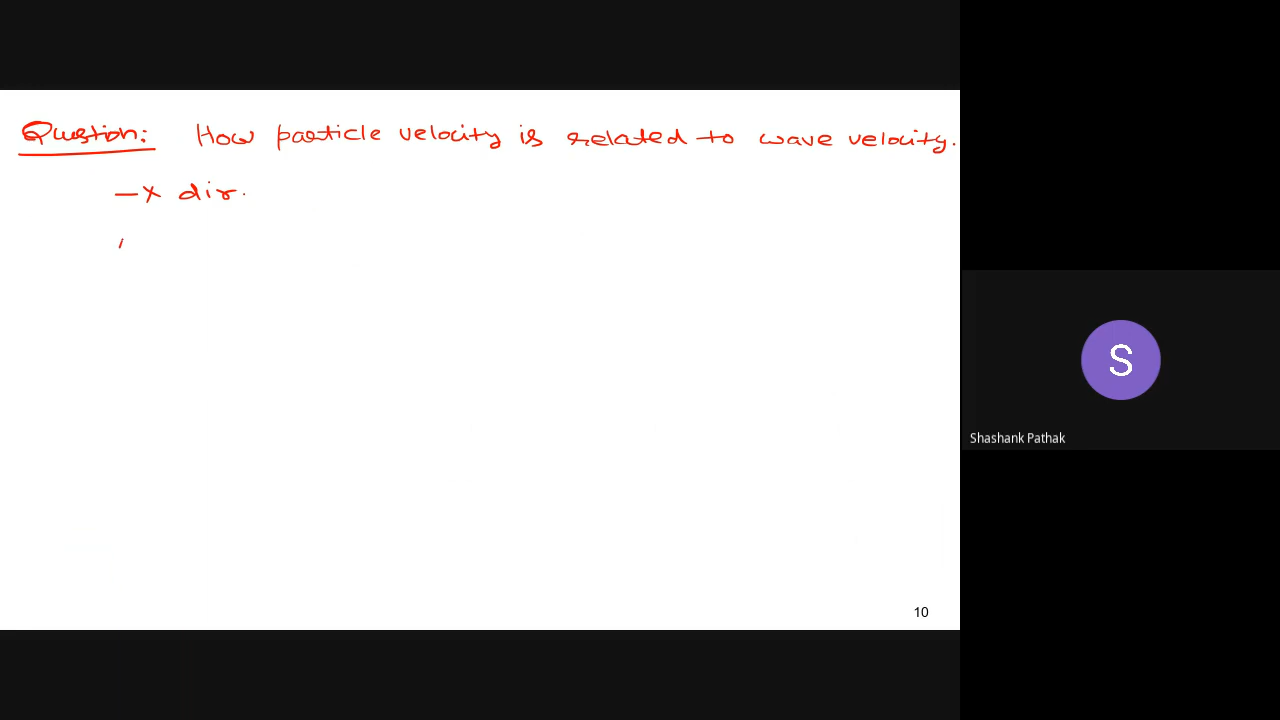 Question: How particle velocity is related to wave velocity.
-x dir.
S
Shashank Pathak
10